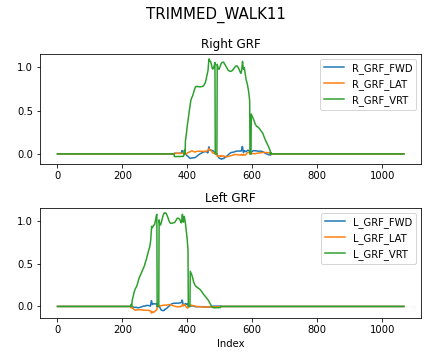 TRIMMED_WALK11
Right GRF
1.0
0.5
0.0
R_GRF_FWD
R_GRF_LAT
R_GRF_VRT
0 200 400 600 800 1000
Left GRF
1.0
0.5
0.0
L_GRF_FWD
L_GRF_LAT
L_GRF_VRT
0 200 400 600 800 1000
Index